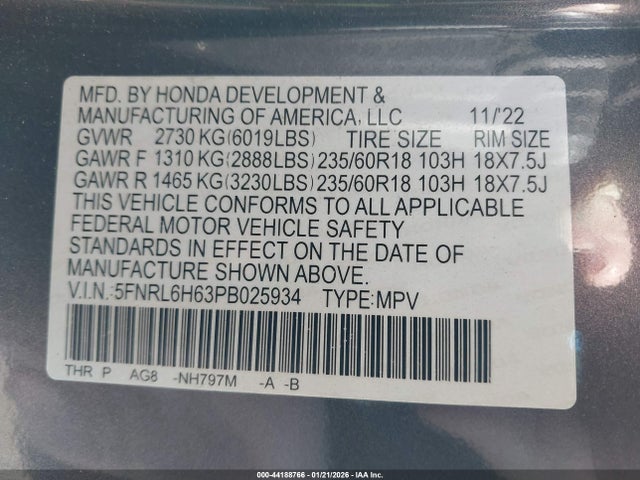 MFD. BY HONDA DEVELOPMENT &
MANUFACTURING OF AMERICA, LLC 11/'22
GVWR 2730 KG(6019LBS) TIRE SIZE RIM SIZE
GAWR F 1310 KG(2888LBS) 235/60R18 103H 18X7.5J
GAWR R 1465 KG(3230LBS) 235/60R18 103H 18X7.5J
THIS VEHICLE CONFORMS TO ALL APPLICABLE
FEDERAL MOTOR VEHICLE SAFETY
STANDARDS IN EFFECT ON THE DATE OF
MANUFACTURE SHOWN ABOVE.
V.I.N.:5FNRL6H63PB025934 TYPE:MPV
THR P AG8 -NH797M -A -B
000-44188766 - 01/21/2026 - IAA Inc.